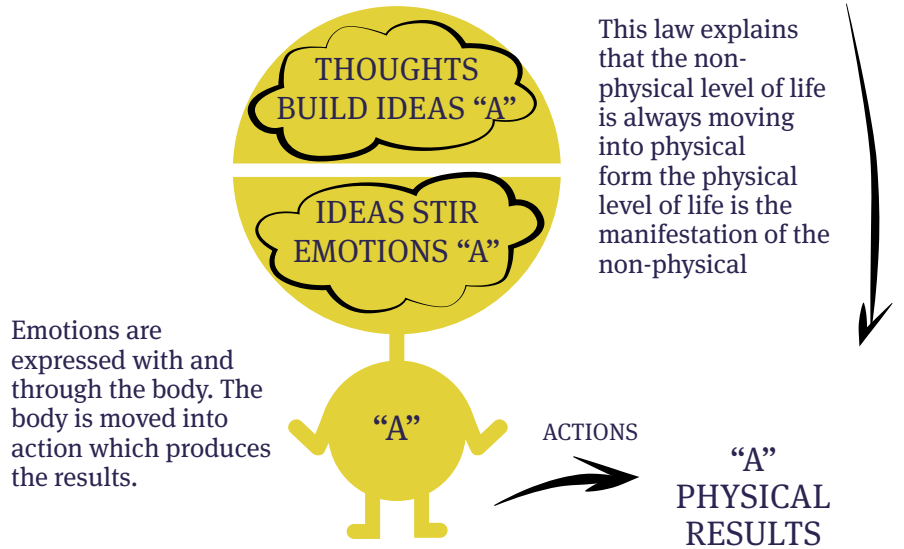 THOUGHTS
BUILD IDEAS “A”
This law explains
that the non-
physical level of life
is always moving
into physical
form the physical
level of life is the
manifestation of the
non-physical
IDEAS STIR
EMOTIONS “A”
Emotions are
expressed with and
through the body. The
body is moved into
action which produces
the results.
“A”
ACTIONS
“A”
PHYSICAL
RESULTS